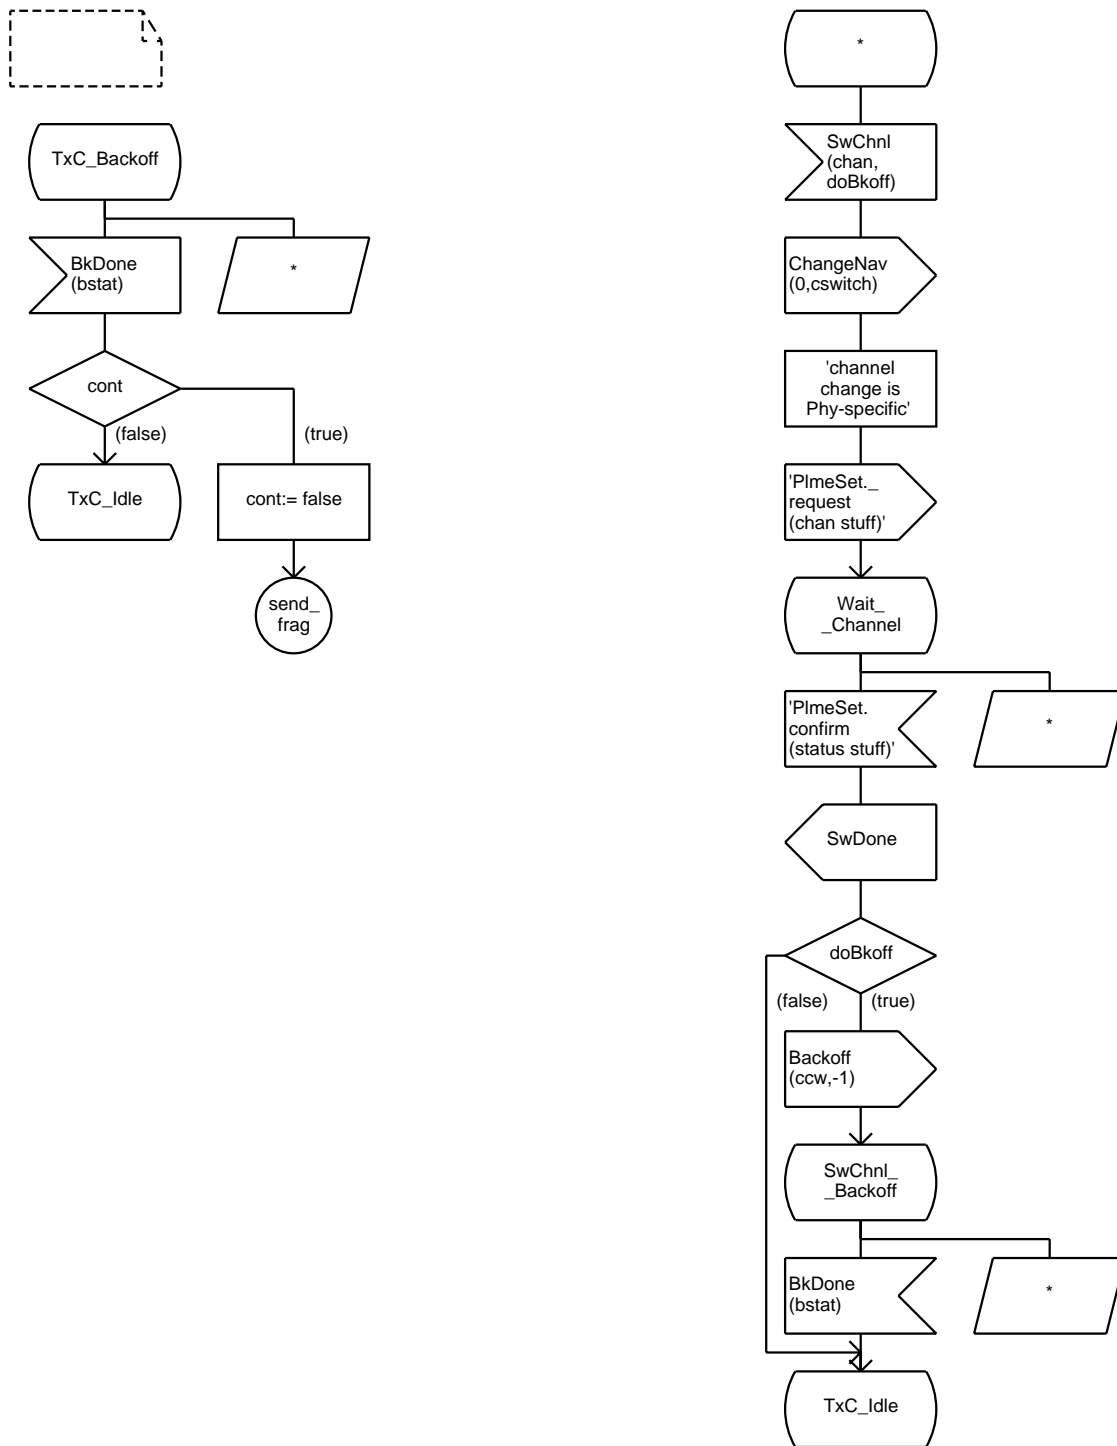 TxC_Backoff
BkDone
(bstat)
*
cont
(false)
(true)
TxC_Idle
cont:= false
send_
frag
*
SwChnl
(chan,
doBkoff)
ChangeNav
(0,cswitch)
'channel
change is
Phy-specific'
'PlmeSet._
request
(chan stuff)'
Wait_
_Channel
'PlmeSet.
confirm
(status stuff)'
*
SwDone
doBkoff
(false)
(true)
Backoff
(ccw,-1)
SwChnl_
_Backoff
BkDone
(bstat)
*
TxC_Idle